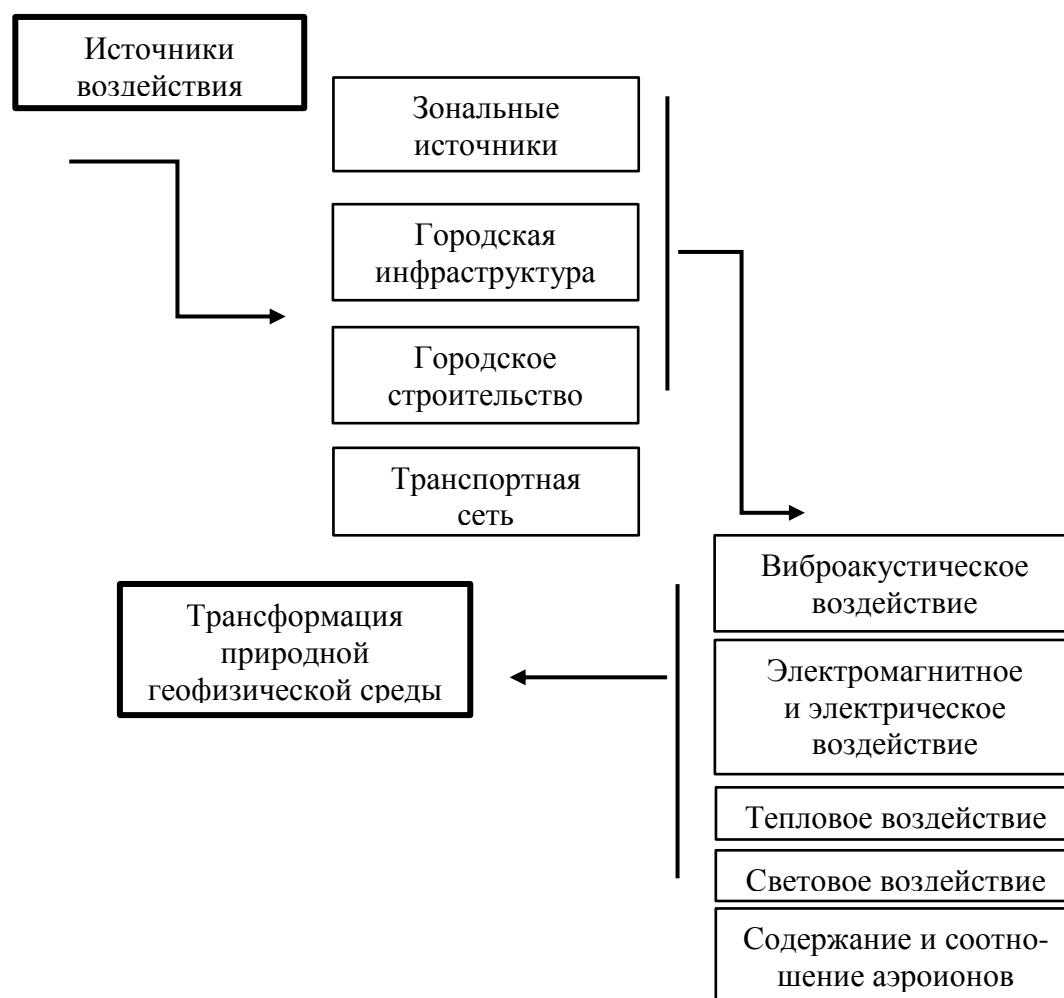 Источники
воздействия
Зональные
источники
Городская
инфраструктура
Городское
строительство
Транспортная
сеть
Виброакустическое
воздействие
Трансформация
природной
геофизической среды
Электромагнитное
и электрическое
воздействие
Тепловое воздействие
Световое воздействие
Содержание и соотно-
шение аэроионов